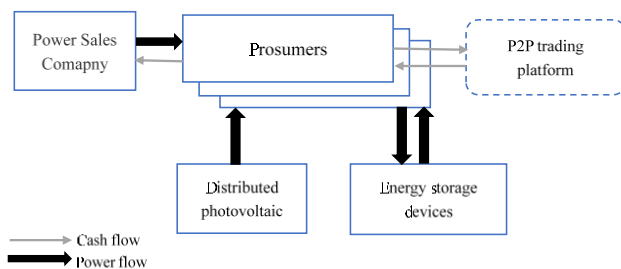 Power Sales
Comapny
Prosumers
P2P trading
platform
Distributed
photovoltaic
Energy storage
devices
Cash flow
Power flow